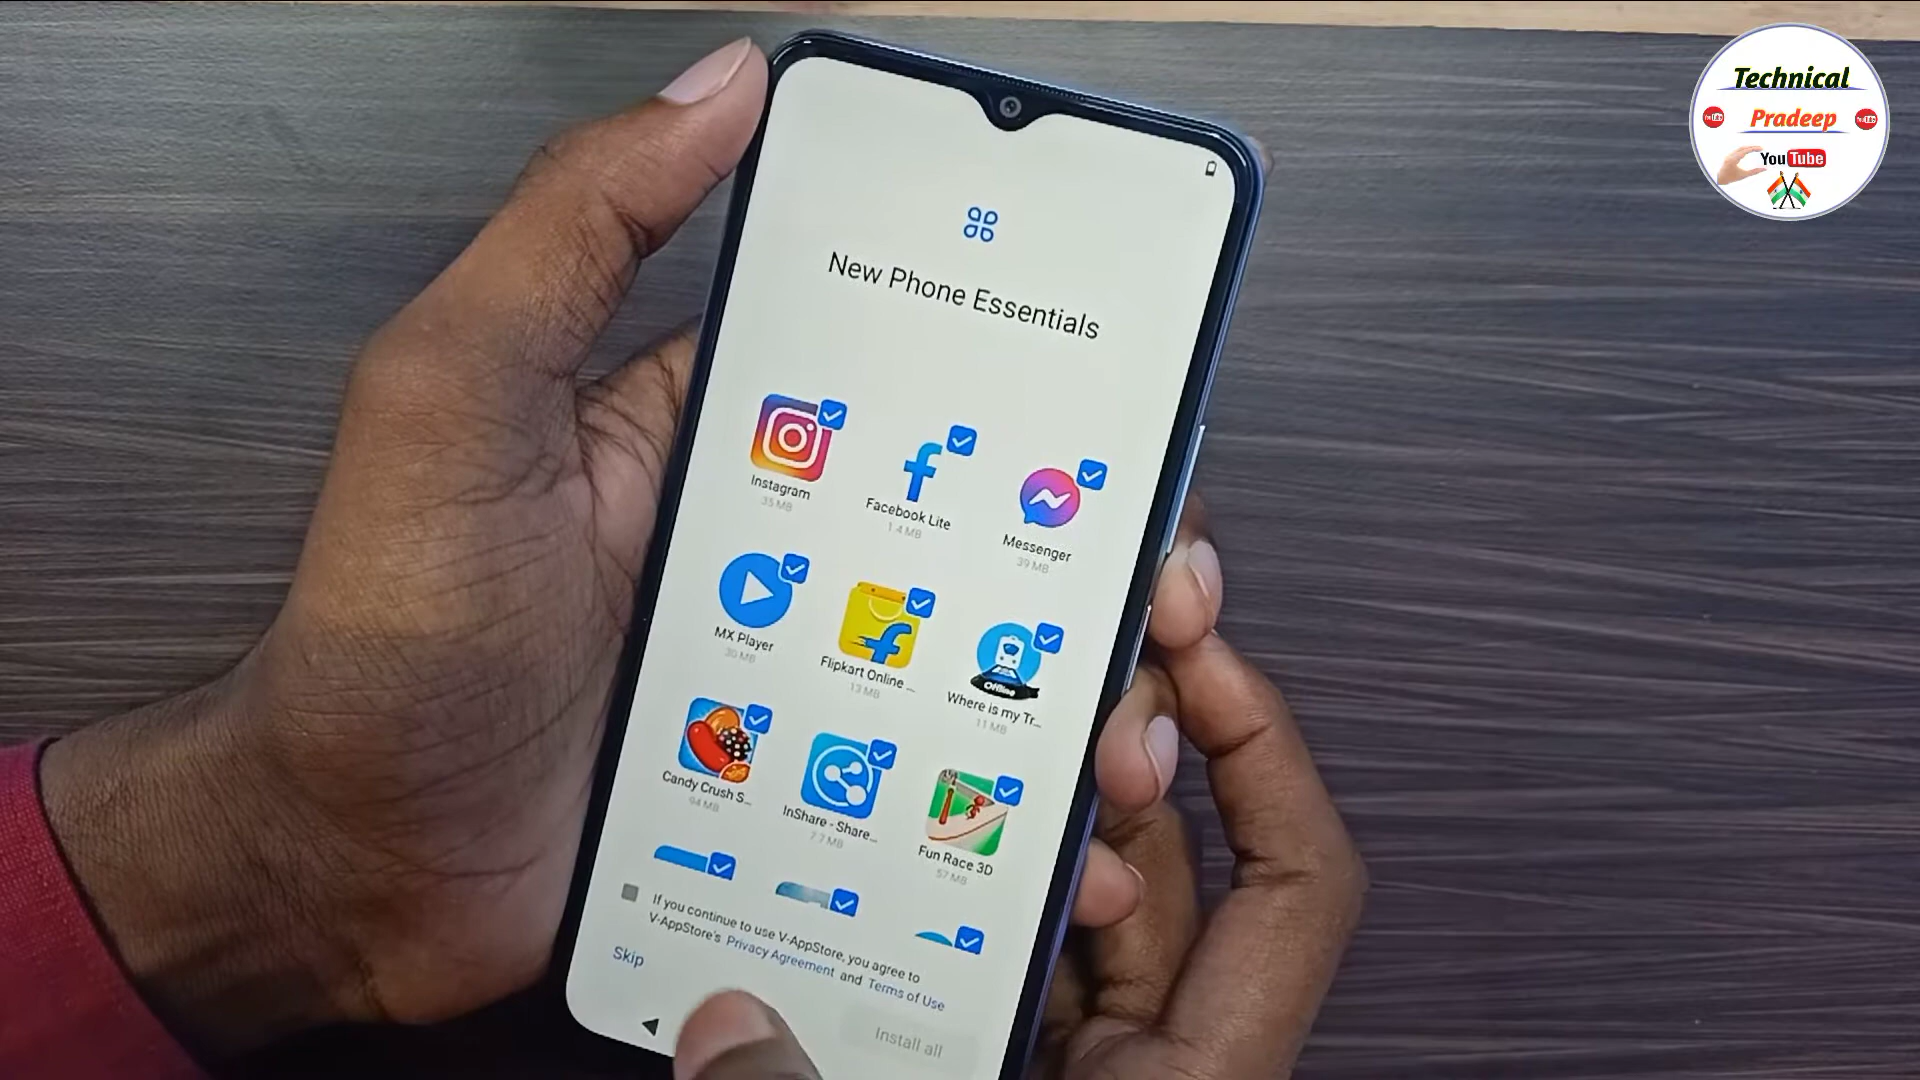 Technical
Pradeep
YouTube
New Phone Essentials
Instagram
35 MB
Facebook Lite
1.4 MB
Messenger
39 MB
MX Player
30 MB
Flipkart Online ...
13 MB
Where is my Tr...
11 MB
Offline
Candy Crush S...
94 MB
InShare - Share...
7.7 MB
Fun Race 3D
57 MB
If you continue to use V-AppStore, you agree to
V-AppStore's Privacy Agreement and Terms of Use
Skip
Install all